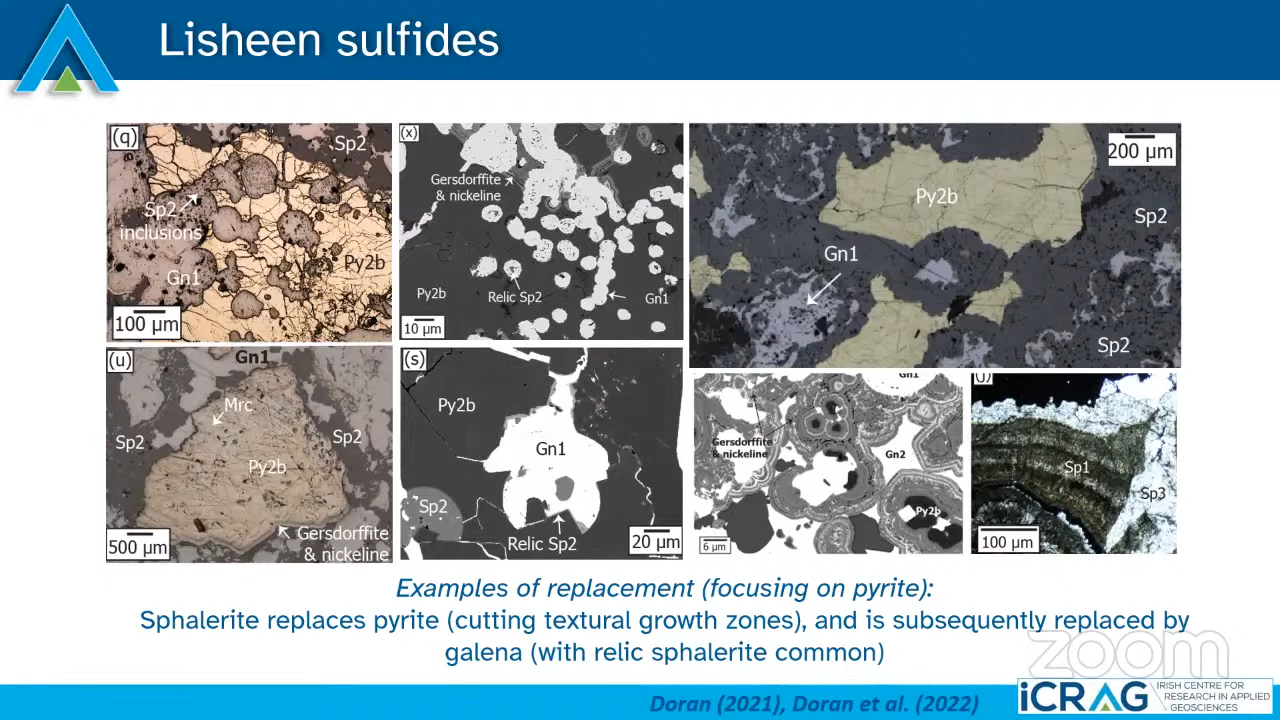 Lisheen sulfides
(q)
Sp2
Sp2
inclusions
Gn1
Py2b
100 µm
(x)
Gersdorffite
& nickeline
Py2b
Relic Sp2
Gn1
10 µm
200 µm
Py2b
Sp2
Gn1
Sp2
(u)
Gn1
Mrc
Sp2
Sp2
Py2b
Gersdorffite
& nickeline
500 µm
(s)
Py2b
Gn1
Sp2
Relic Sp2
20 µm
Gn1
Gersdorffite
& nickeline
Gn2
Py2b
6 µm
Sp1
Sp3
100 µm
Examples of replacement (focusing on pyrite):
Sphalerite replaces pyrite (cutting textural growth zones), and is subsequently replaced by
galena (with relic sphalerite common)
zoom
Doran (2021), Doran et al. (2022)
iCRAG
IRISH CENTRE FOR
RESEARCH IN APPLIED
GEOSCIENCES